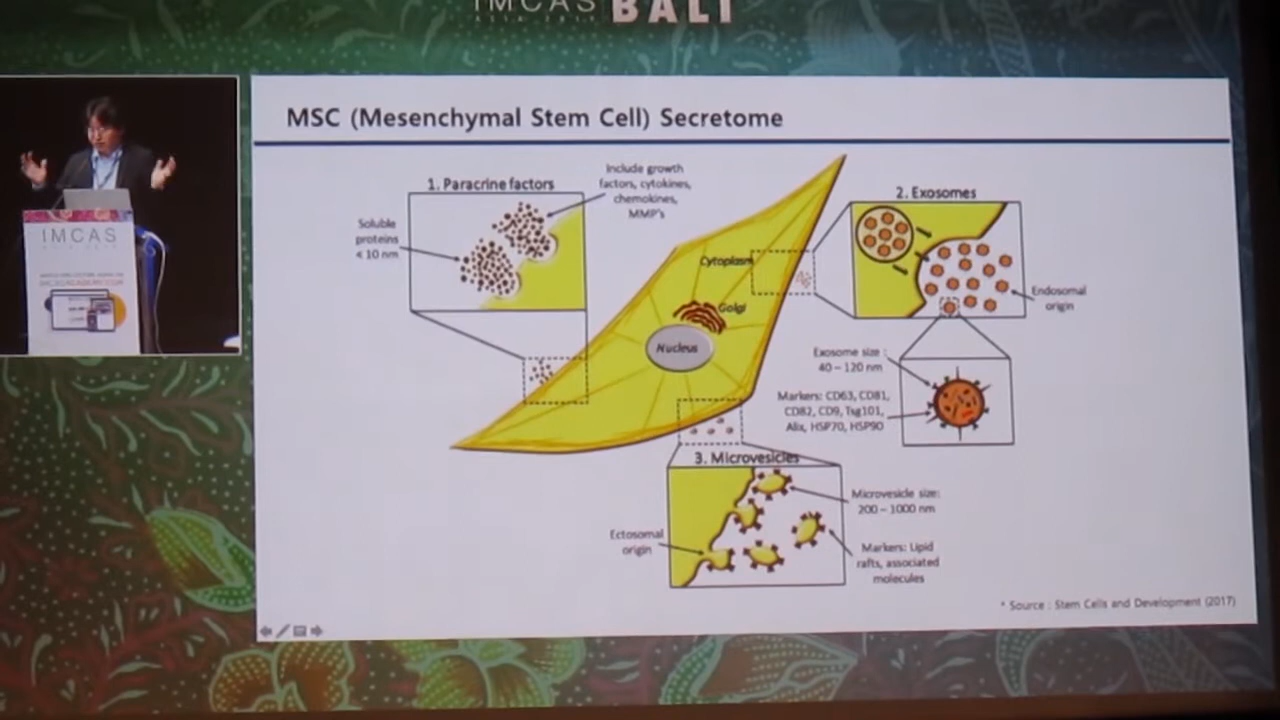 IMCAS BALI
MSC (Mesenchymal Stem Cell) Secretome
1. Paracrine factors
Include growth
factors, cytokines,
chemokines,
MMP's
Soluble
proteins
< 10 nm
2. Exosomes
Cytoplasm
Golgi
Nucleus
Endosomal
origin
Exosome size :
40 – 120 nm
Markers: CD63, CD81,
CD82, CD9, Tsg101,
Alix, HSP70, HSP90
3. Microvesicles
Microvesicle size:
200 – 1000 nm
Ectosomal
origin
Markers: Lipid
rafts, associated
molecules
* Source : Stem Cells and Development (2017)
IMCAS